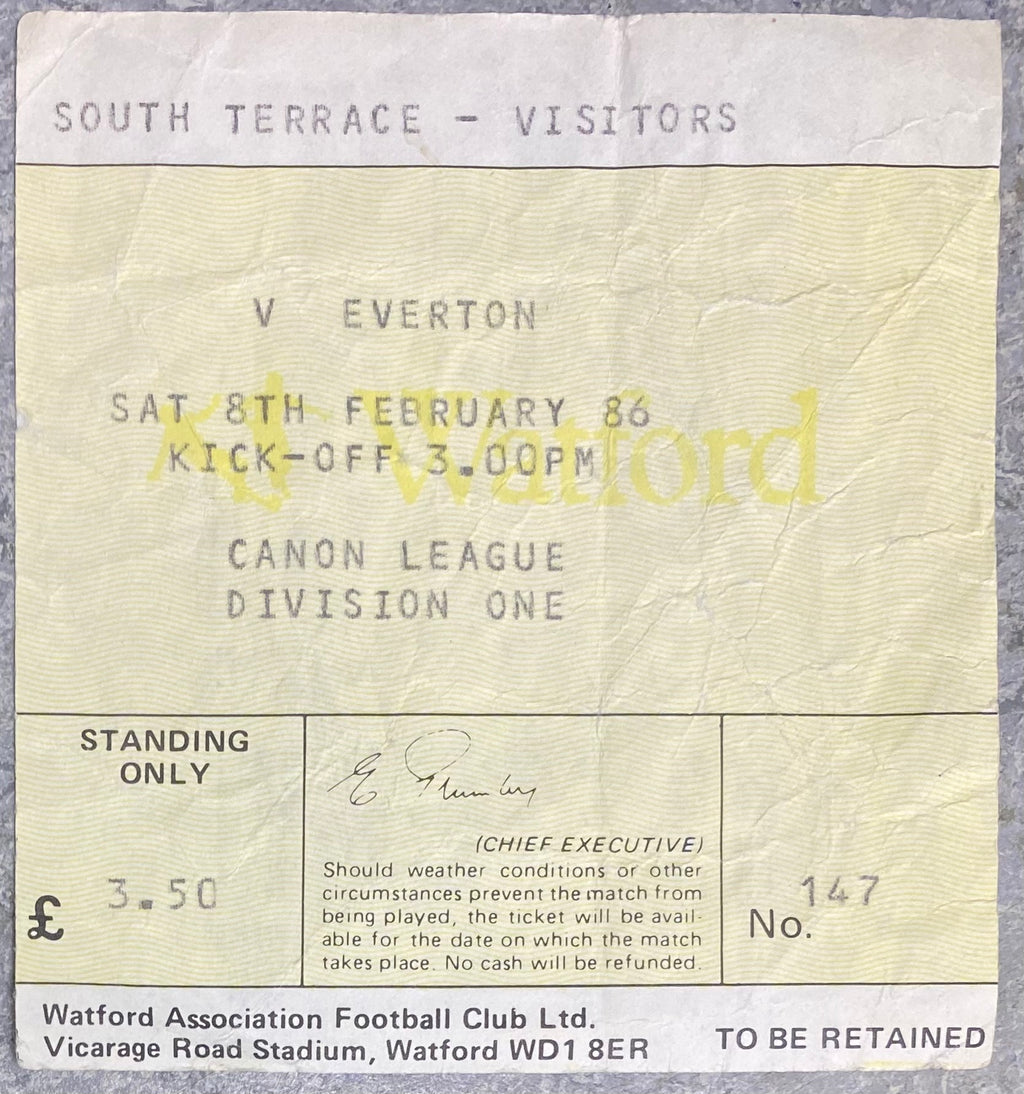 SOUTH TERRACE - VISITORS
V EVERTON
SAT 8TH FEBRUARY 86
KICK-OFF 3.00PM
Watford
CANON LEAGUE
DIVISION ONE
STANDING
ONLY
£ 3.50
E Plumley
(CHIEF EXECUTIVE)
Should weather conditions or other
circumstances prevent the match from
being played, the ticket will be avail-
able for the date on which the match
takes place. No cash will be refunded.
No. 147
Watford Association Football Club Ltd.
Vicarage Road Stadium, Watford WD1 8ER
TO BE RETAINED